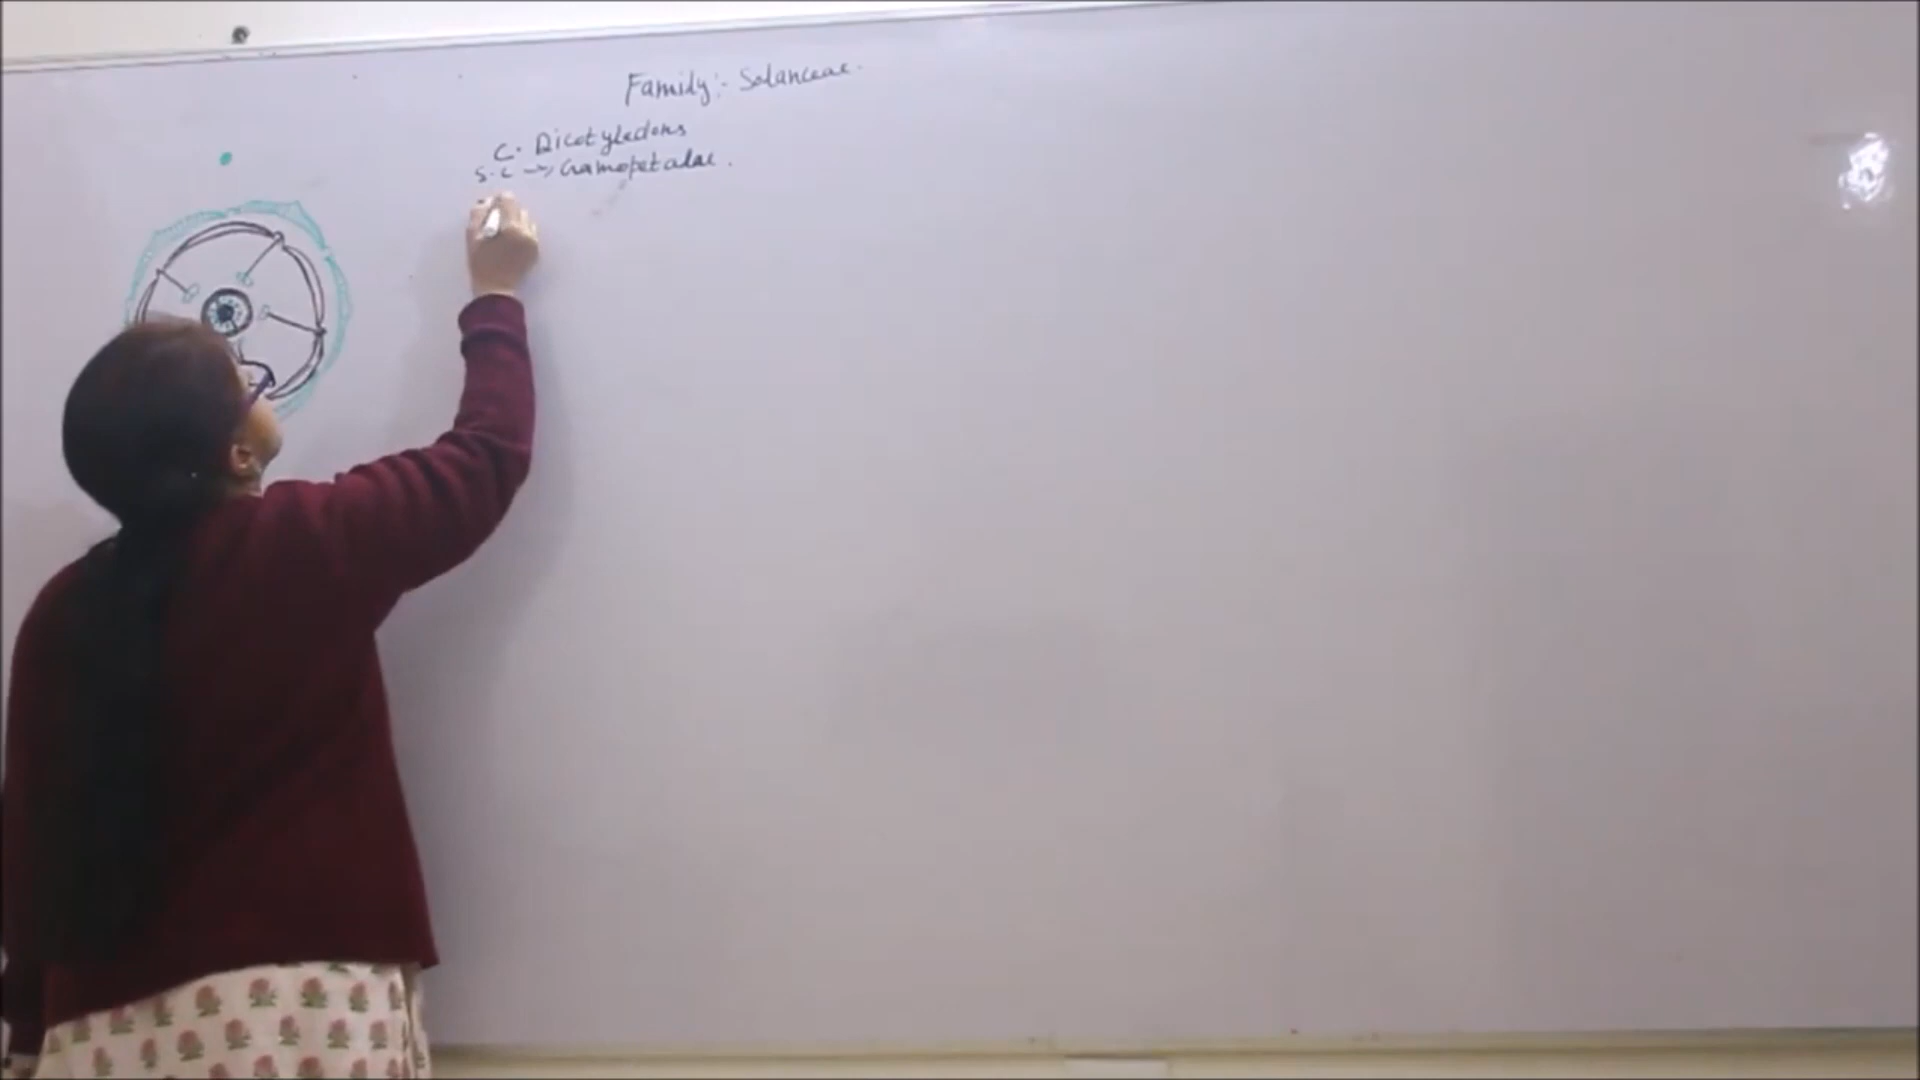 Family:- Solanceae.
C. Dicotyledons
S.C → Gamopetalae.